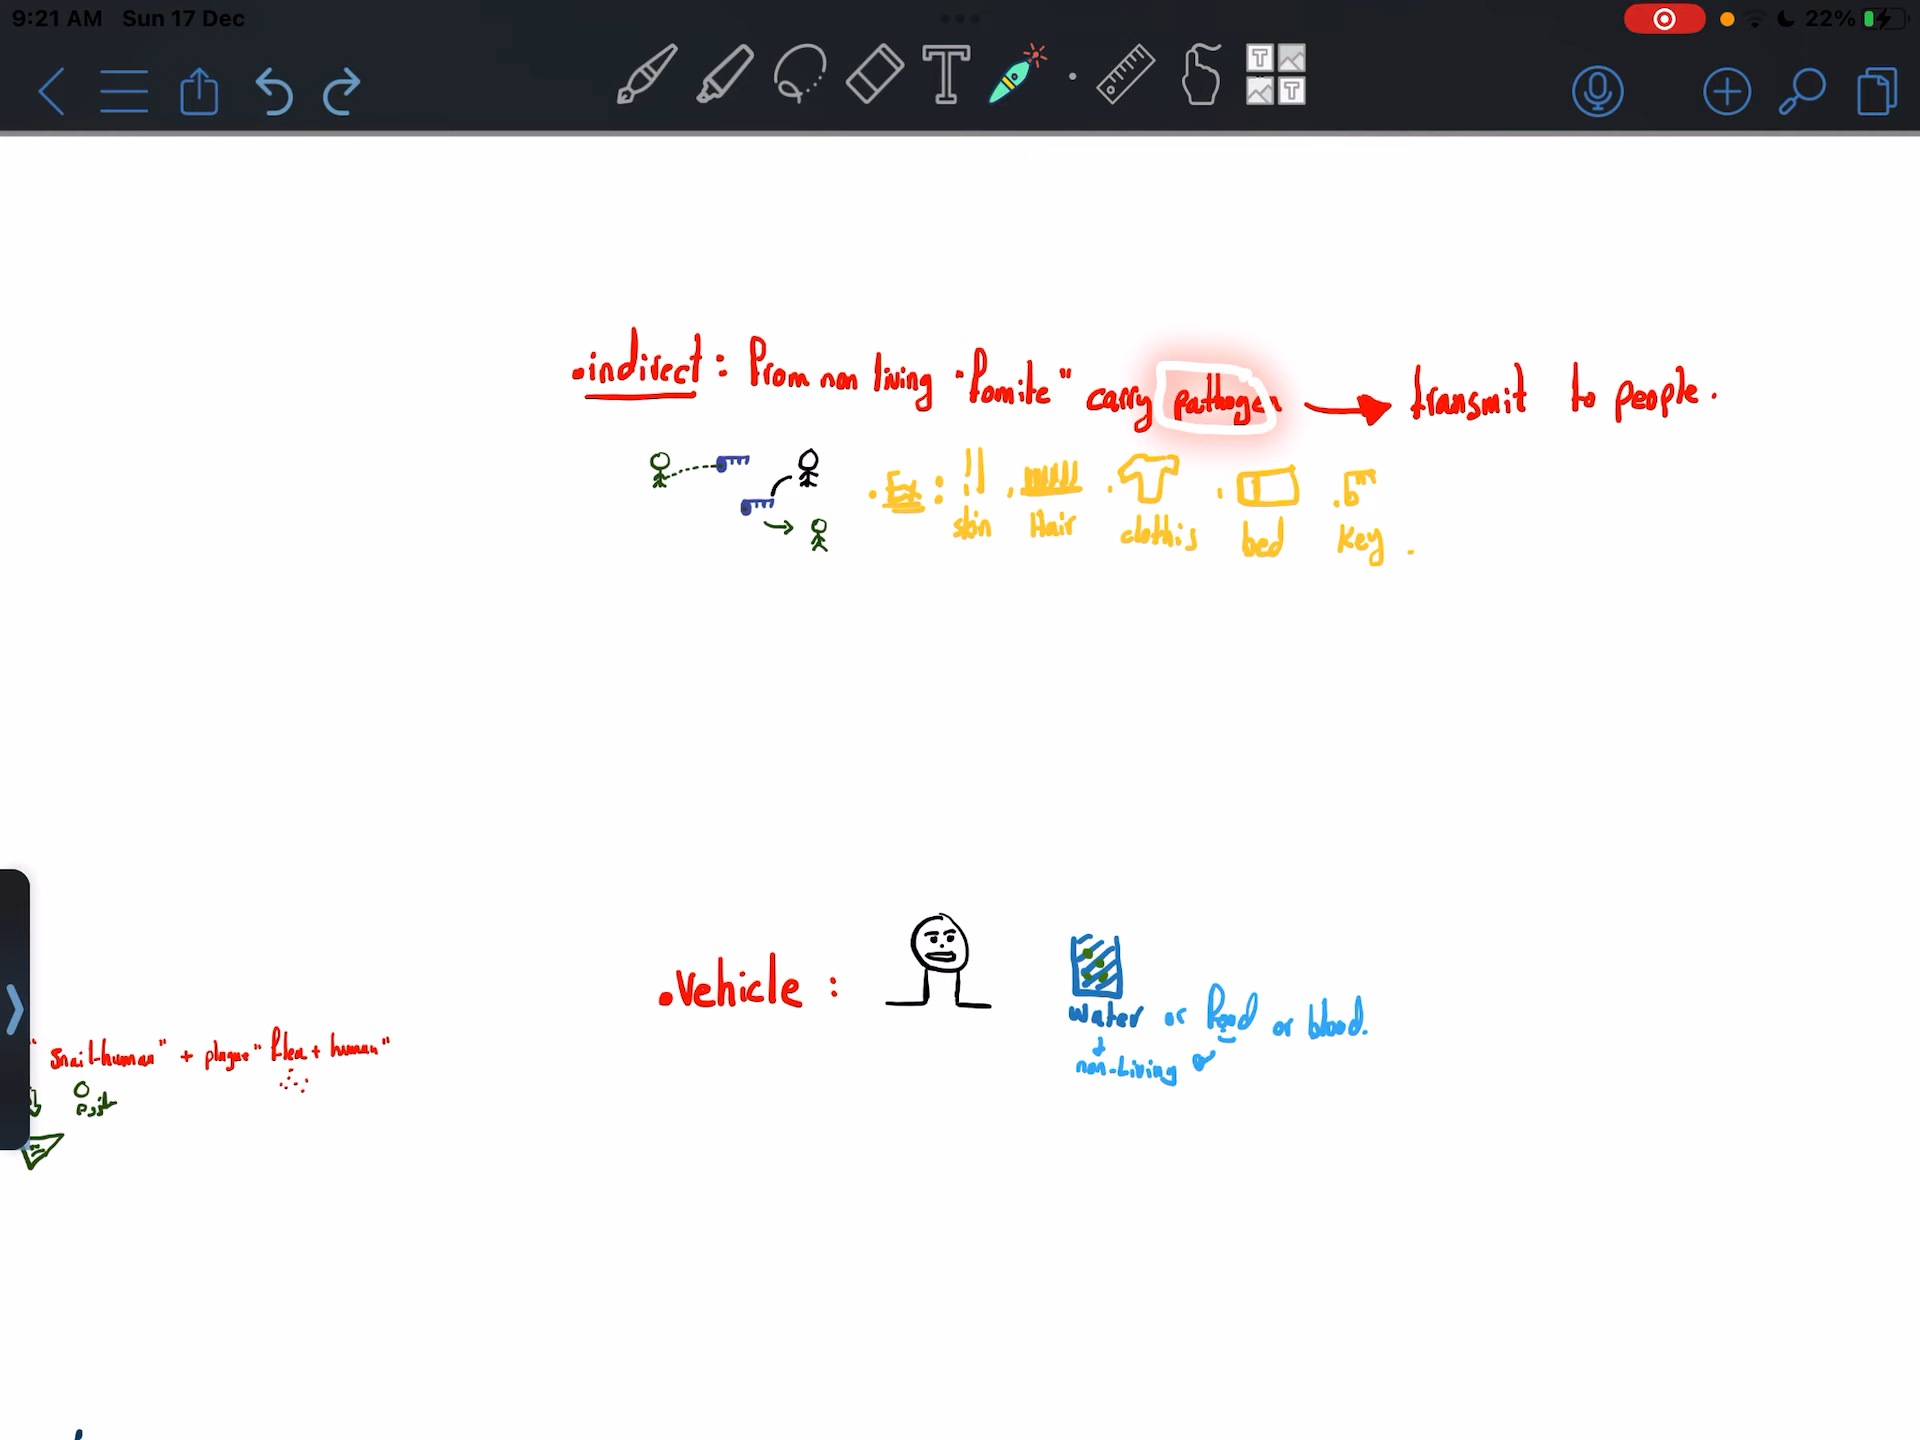 9:21 AM Sun 17 Dec
22%
.indirect : From non living "fomite" carry pathogen → transmit to people.
.Ex :
skin Hair clothis bed key .
.Vehicle :
water or food or blood.
non-Living
" snail-human" + plague " flea + human"